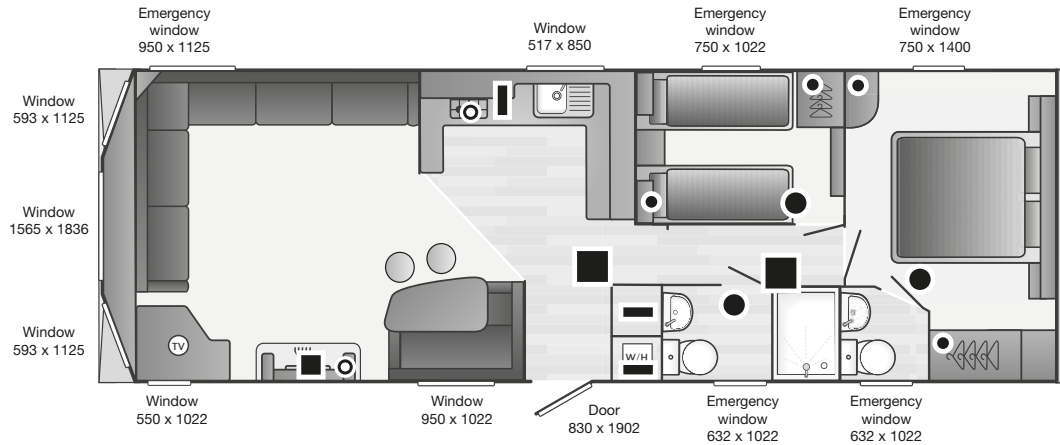 Emergency
window
950 x 1125
Window
517 x 850
Emergency
window
750 x 1022
Emergency
window
750 x 1400
Window
593 x 1125
Window
1565 x 1836
Window
593 x 1125
TV
W/H
Window
550 x 1022
Window
950 x 1022
Door
830 x 1902
Emergency
window
632 x 1022
Emergency
window
632 x 1022